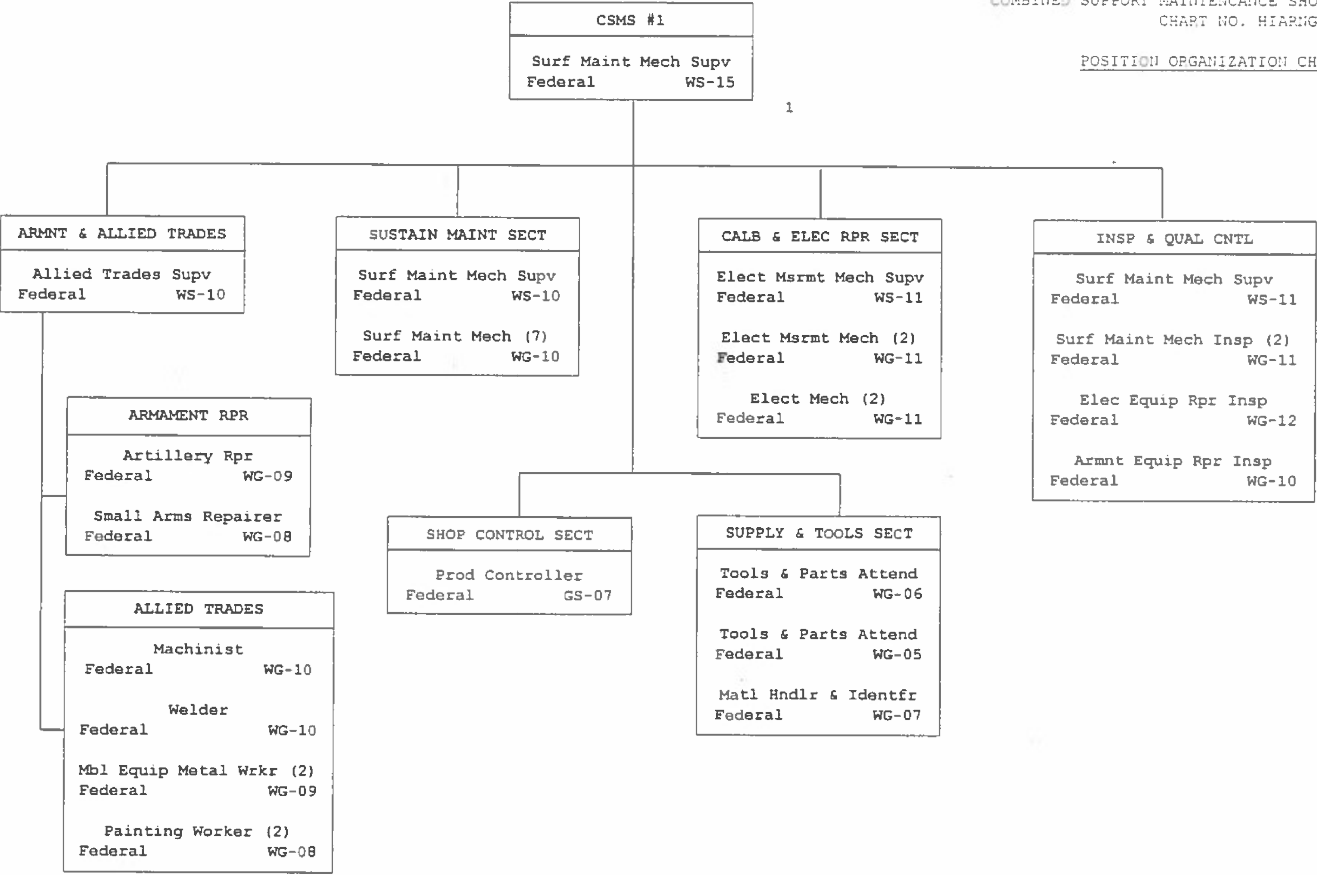 COMBINED SUPPORT MAINTENCANCE
CHART NO. HIARNG
POSITION ORGANIZATION CH
CSMS #1
Surf Maint Mech Supv
Federal WS-15
1
ARMNT & ALLIED TRADES
Allied Trades Supv
Federal WS-10
SUSTAIN MAINT SECT
Surf Maint Mech Supv
Federal WS-10
Surf Maint Mech (7)
Federal WG-10
CALB & ELEC RPR SECT
Elect Msrmt Mech Supv
Federal WS-11
Elect Msrmt Mech (2)
Federal WG-11
Elect Mech (2)
Federal WG-11
INSP & QUAL CNTL
Surf Maint Mech Supv
Federal WS-11
Surf Maint Mech Insp (2)
Federal WG-11
Elec Equip Rpr Insp
Federal WG-12
Armnt Equip Rpr Insp
Federal WG-10
ARMAMENT RPR
Artillery Rpr
Federal WG-09
Small Arms Repairer
Federal WG-08
ALLIED TRADES
Machinist
Federal WG-10
Welder
Federal WG-10
Mbl Equip Metal Wrkr (2)
Federal WG-09
Painting Worker (2)
Federal WG-08
SHOP CONTROL SECT
Prod Controller
Federal GS-07
SUPPLY & TOOLS SECT
Tools & Parts Attend
Federal WG-06
Tools & Parts Attend
Federal WG-05
Matl Hndlr & Identfr
Federal WG-07